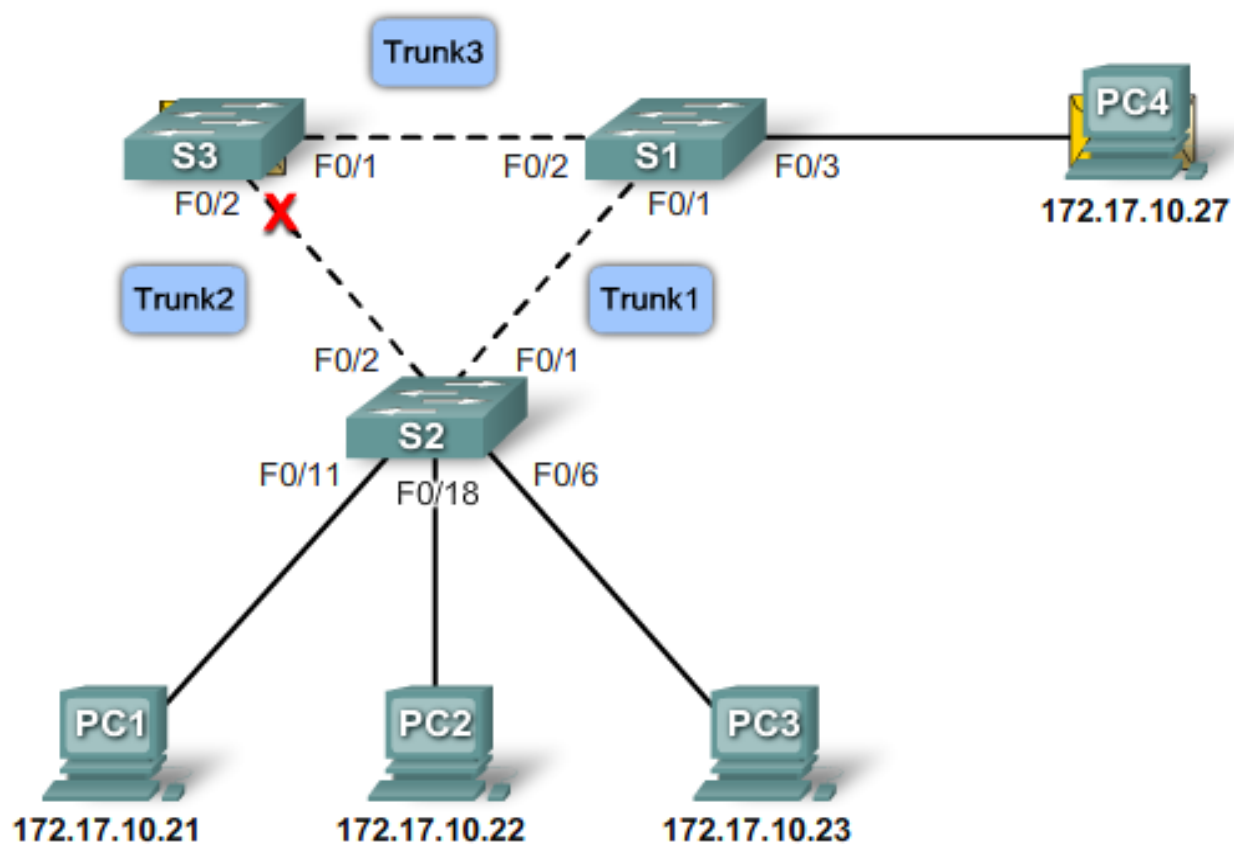 Trunk3
S3
F0/1
F0/2
S1
F0/3
PC4
F0/2
F0/1
172.17.10.27
X
Trunk2
Trunk1
F0/2
F0/1
S2
F0/11
F0/18
F0/6
PC1
PC2
PC3
172.17.10.21
172.17.10.22
172.17.10.23